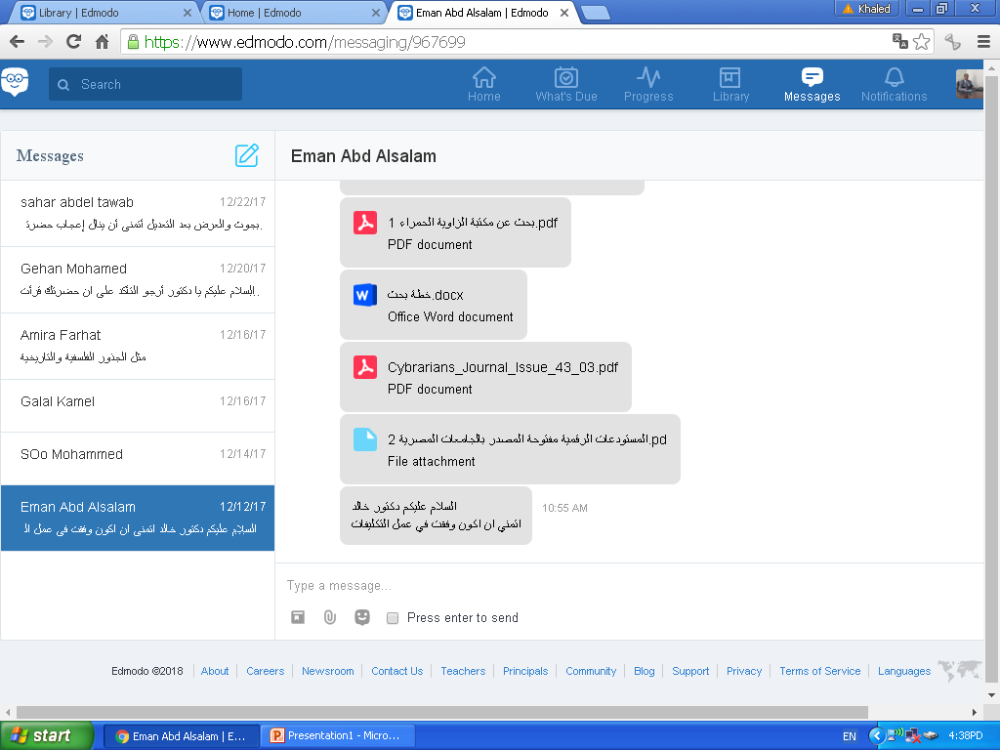 Library | Edmodo
Home | Edmodo
Eman Abd Alsalam | Edmodo
Khaled
https://www.edmodo.com/messaging/967699
Search
Home
What's Due
Progress
Library
Messages
Notifications
Messages
Eman Abd Alsalam
sahar abdel tawab 12/22/17
بحوث والعرض بعد التعديل أتمنى أن ينال إعجاب حضرة.
Gehan Mohamed 12/20/17
السلام عليكم يا دكتور أرجو التأكد على ان حضرتك قرأت..
Amira Farhat 12/16/17
مثل الجذور الفلسفية والتاريخية
Galal Kamel 12/16/17
SOo Mohammed 12/14/17
Eman Abd Alsalam 12/12/17
السلام عليكم دكتور خالد اتمنى ان اكون وفقت في عمل ال
بحث عن مكتبة الزاوية الحمراء 1.pdf
PDF document
خطة بحث.docx
Office Word document
Cybrarians_Journal_Issue_43_03.pdf
PDF document
المستودعات الرقمية مفتوحة المصدر بالجامعات المصرية 2.pd
File attachment
السلام عليكم دكتور خالد
اتمني ان اكون وفقت في عمل التكليفات
10:55 AM
Type a message...
Press enter to send
Edmodo ©2018 About Careers Newsroom Contact Us Teachers Principals Community Blog Support Privacy Terms of Service Languages
start
Eman Abd Alsalam | E...
Presentation1 - Micro...
EN
4:38PD